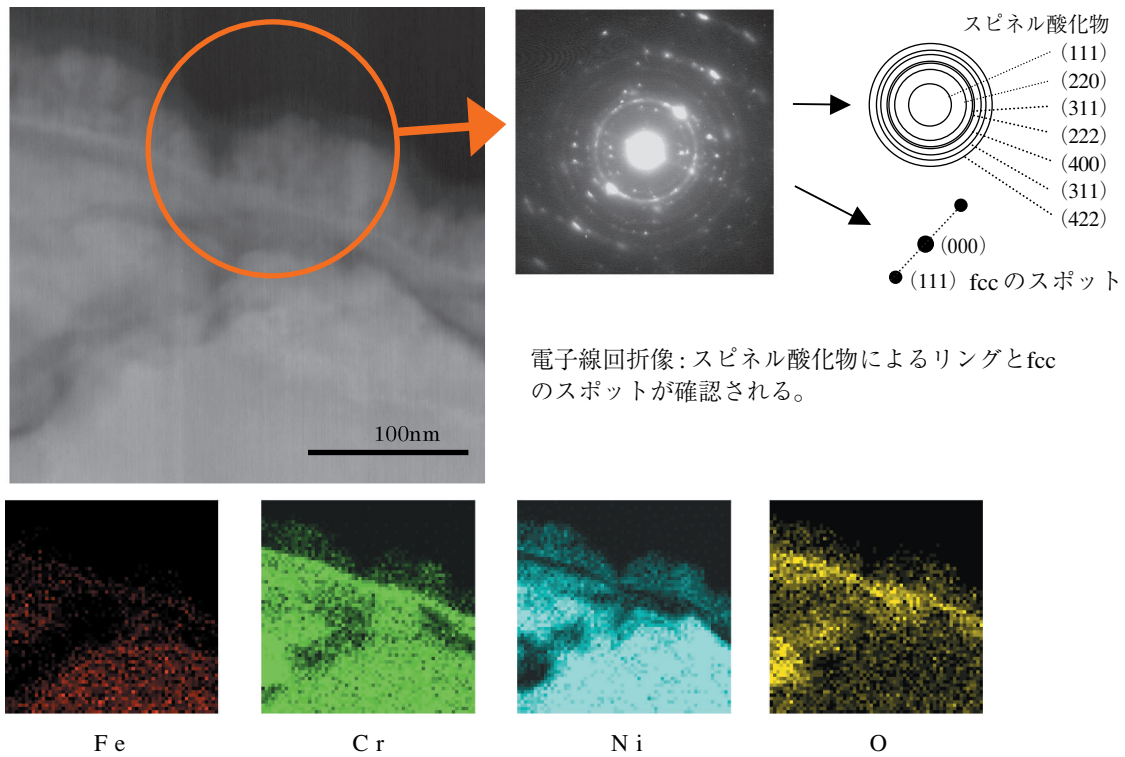 スピネル酸化物
(111)
(220)
(311)
(222)
(400)
(311)
(422)
(000)
(111) fccのスポット
100nm
電子線回折像:スピネル酸化物によるリングとfcc
のスポットが確認される。
Fe
Cr
Ni
O